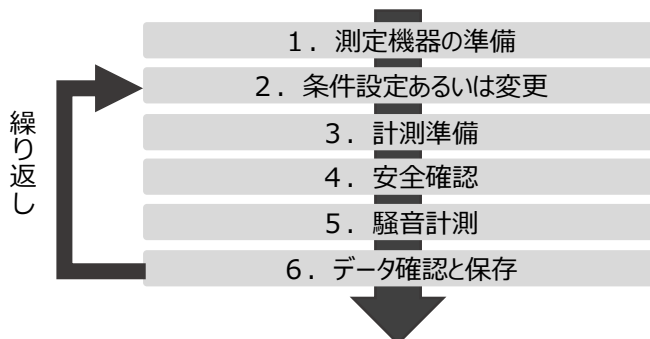 1．測定機器の準備
2．条件設定あるいは変更
3．計測準備
4．安全確認
5．騒音計測
6．データ確認と保存
繰り返し